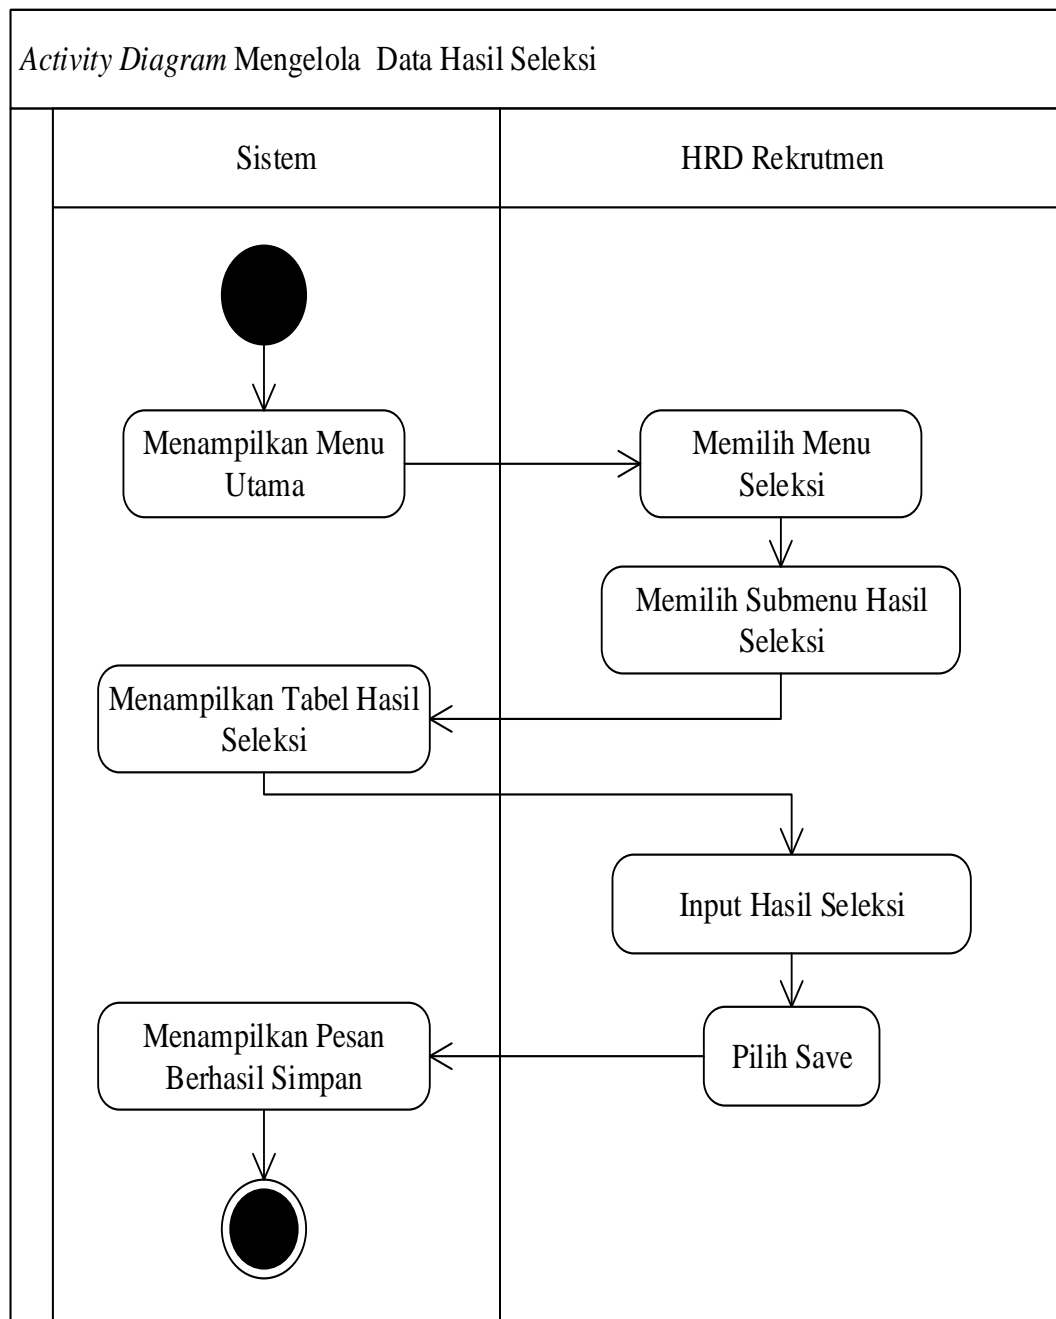 Activity Diagram Mengelola Data Hasil Seleksi
Sistem
HRD Rekrutmen
Menampilkan Menu
Utama
Memilih Menu
Seleksi
Memilih Submenu Hasil
Seleksi
Menampilkan Tabel Hasil
Seleksi
Input Hasil Seleksi
Pilih Save
Menampilkan Pesan
Berhasil Simpan